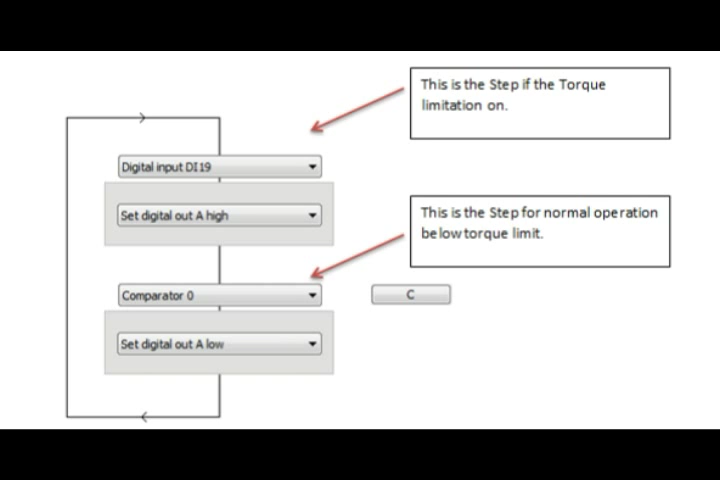 This is the Step if the Torque
limitation on.
Digital input DI19
Set digital out A high
This is the Step for normal operation
below torque limit.
Comparator 0
C
Set digital out A low